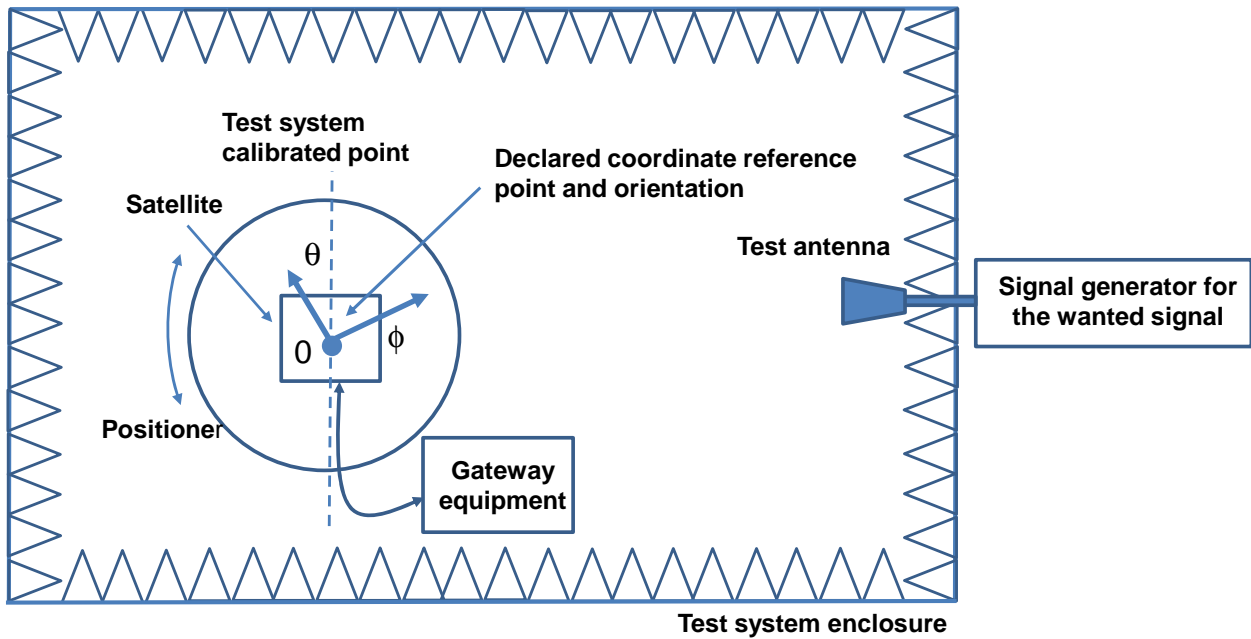 Test system
calibrated point
Declared coordinate reference
point and orientation
Satellite
Test antenna
θ
Signal generator for
the wanted signal
0
ϕ
Positioner
Gateway
equipment
Test system enclosure